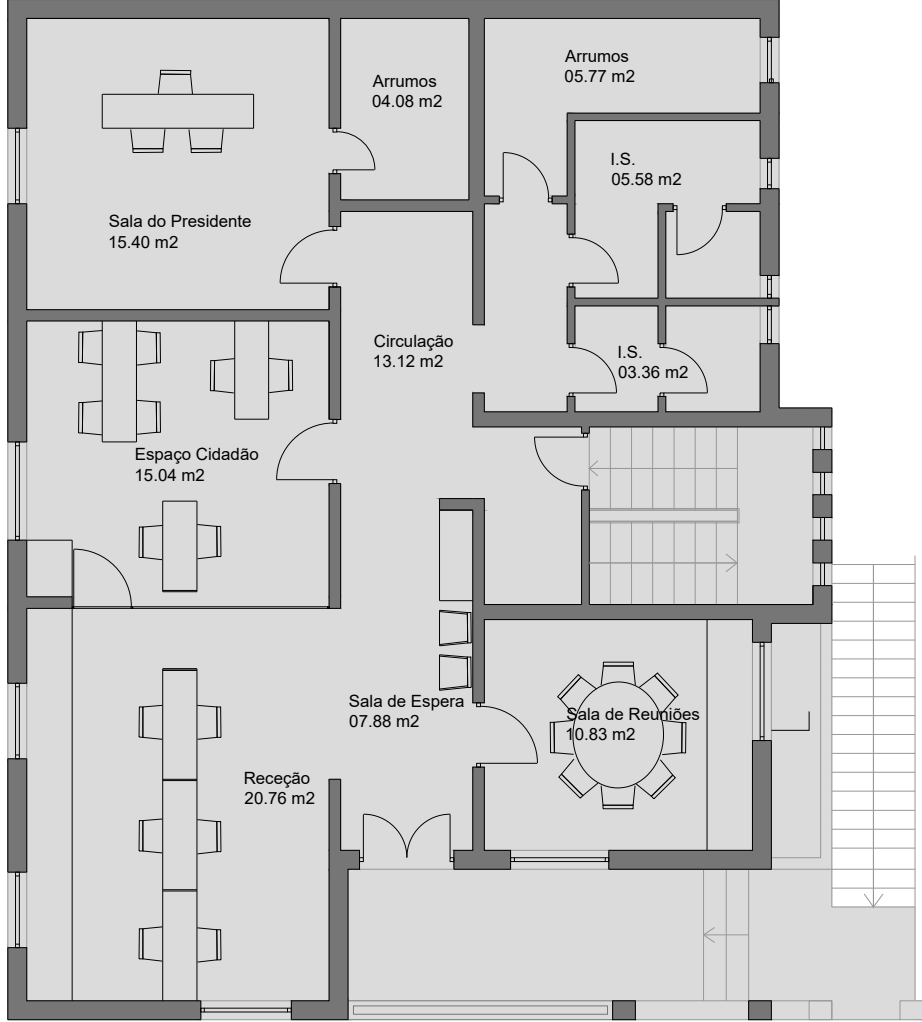 Arrumos
05.77 m2
Arrumos
04.08 m2
I.S.
05.58 m2
Sala do Presidente
15.40 m2
Circulação
13.12 m2
I.S.
03.36 m2
Espaço Cidadão
15.04 m2
Sala de Espera
07.88 m2
Sala de Reuniões
10.83 m2
Receção
20.76 m2